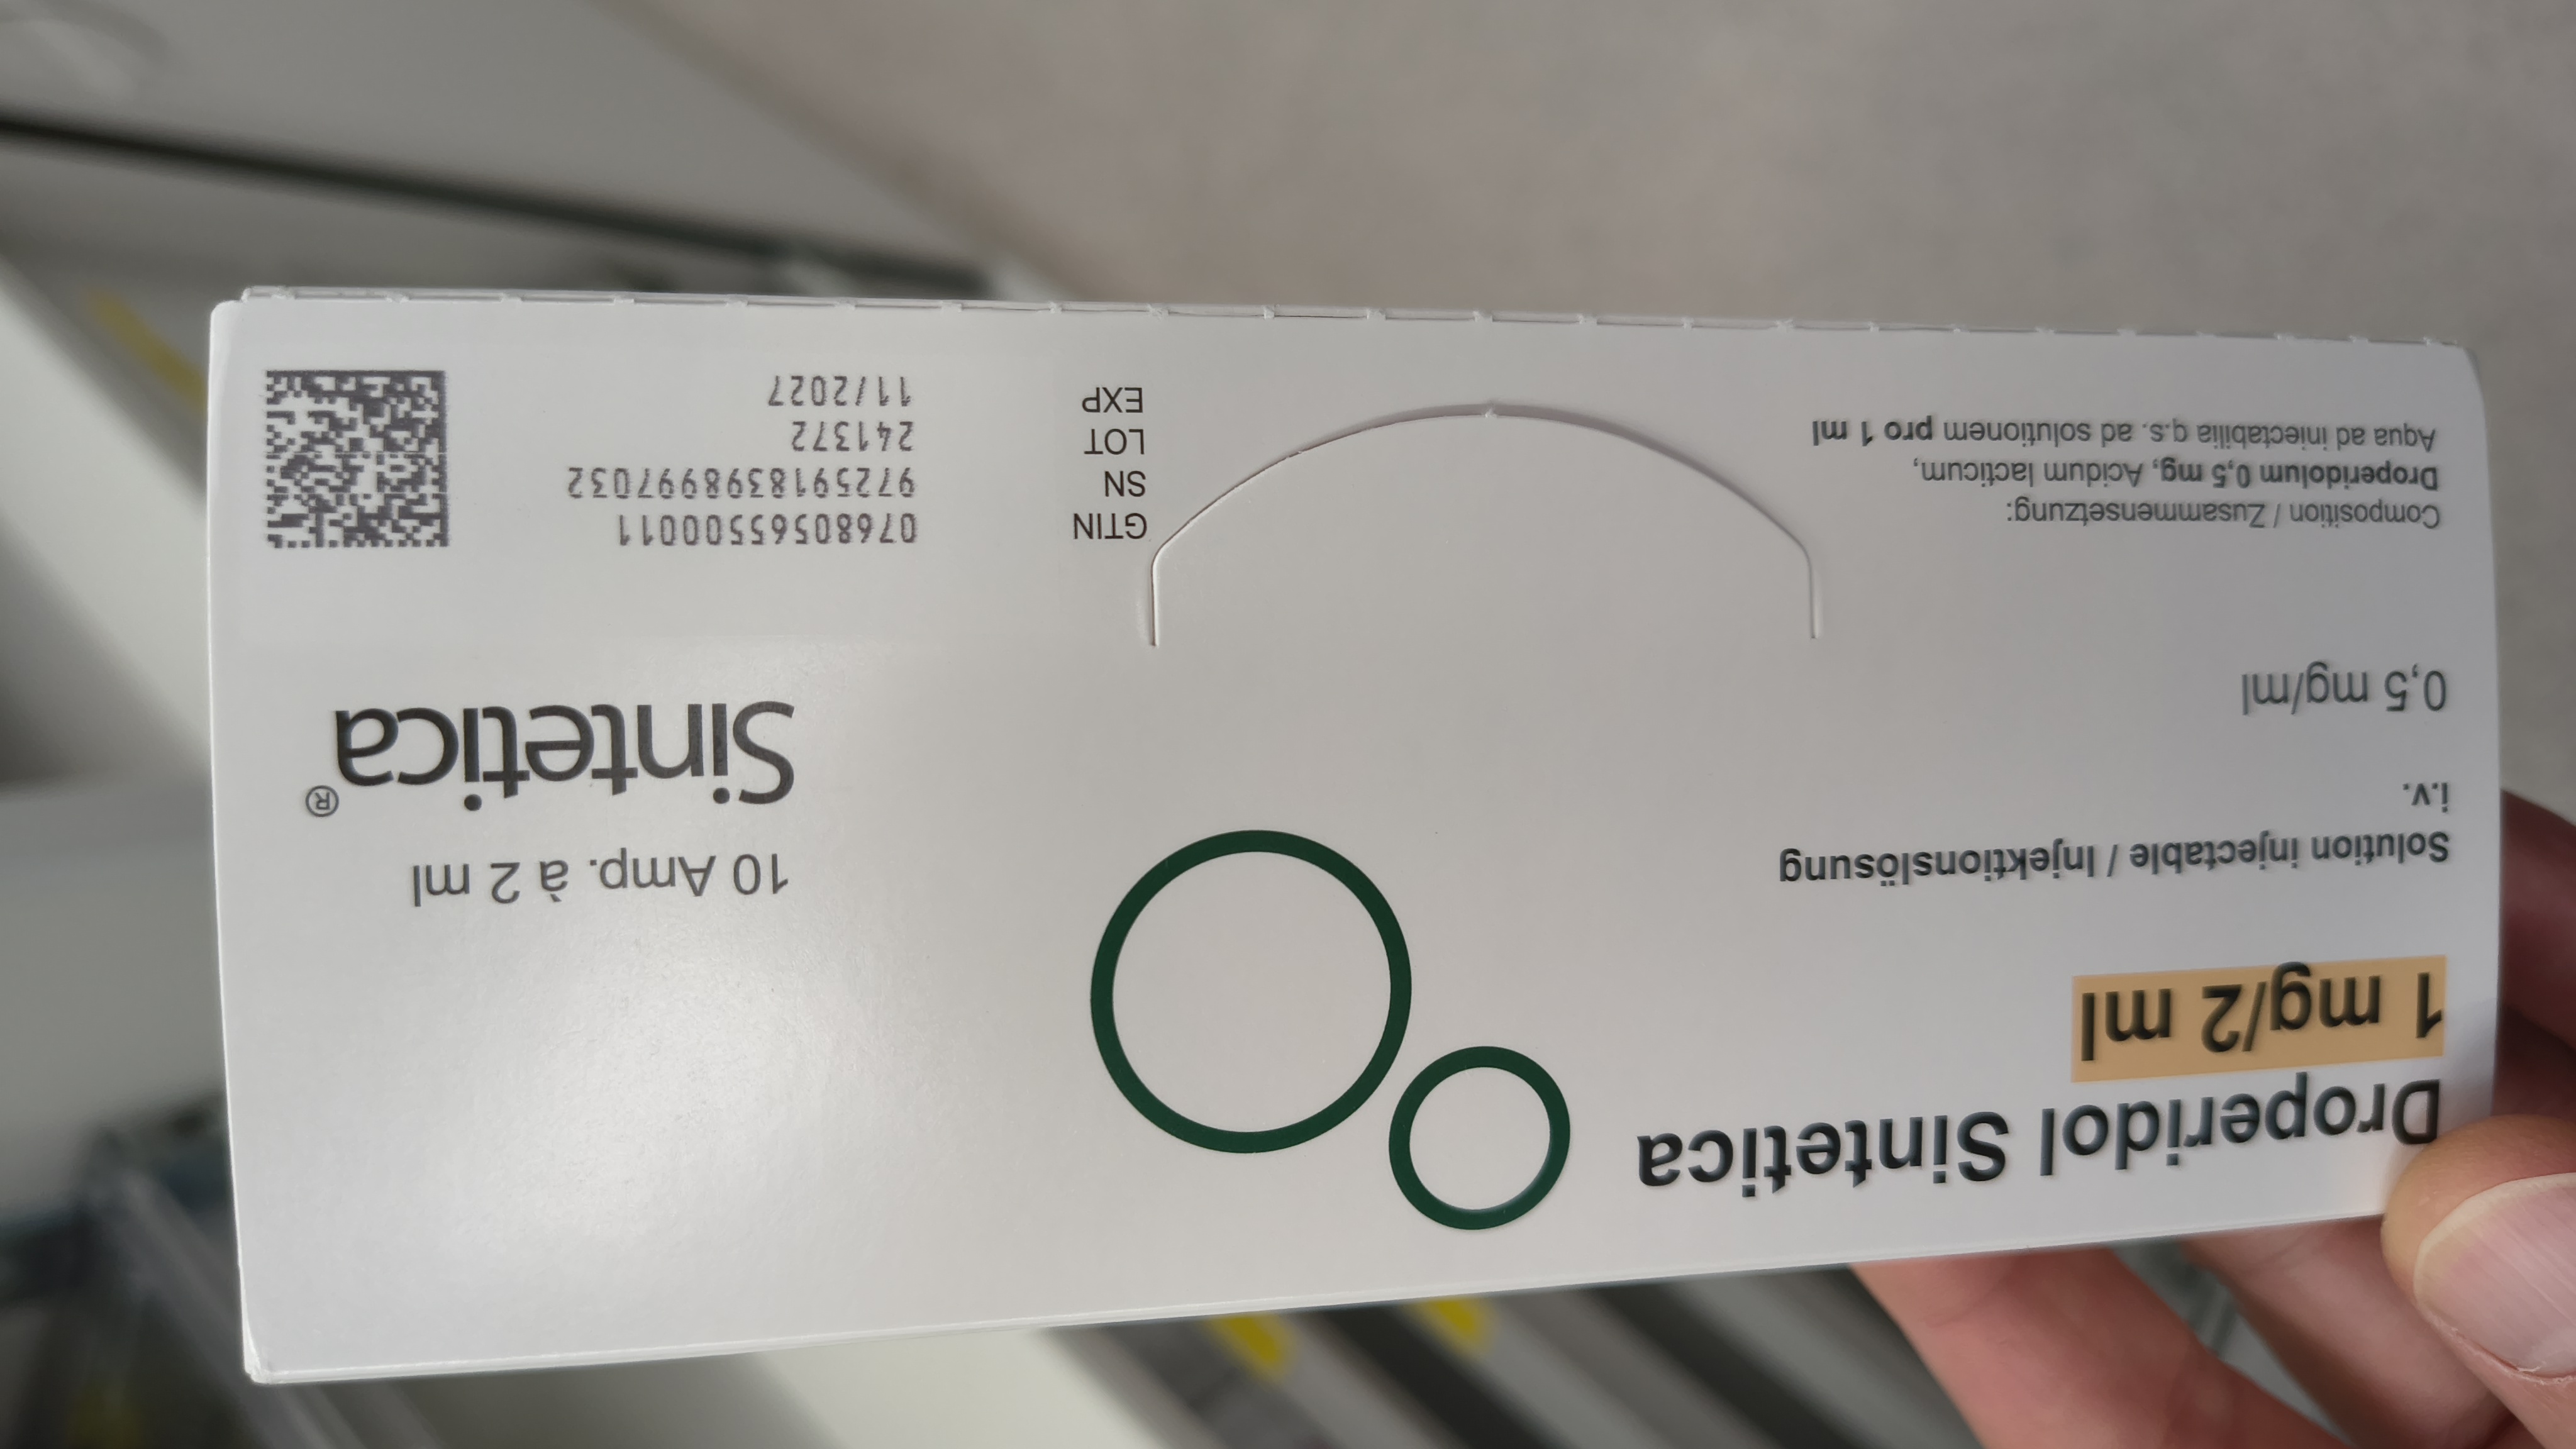 Droperidol Sintetica
1 mg/2 ml
Solution injectable / Injektionslösung
i.v.
0,5 mg/ml
10 Amp. à 2 ml
Sintetica®
Composition / Zusammensetzung:
Droperidolum 0,5 mg, Acidum lacticum,
Aqua ad iniectabilia q.s. ad solutionem pro 1 ml
GTIN 07680565500011
SN 97259183989997032
LOT 241372
EXP 11/2027